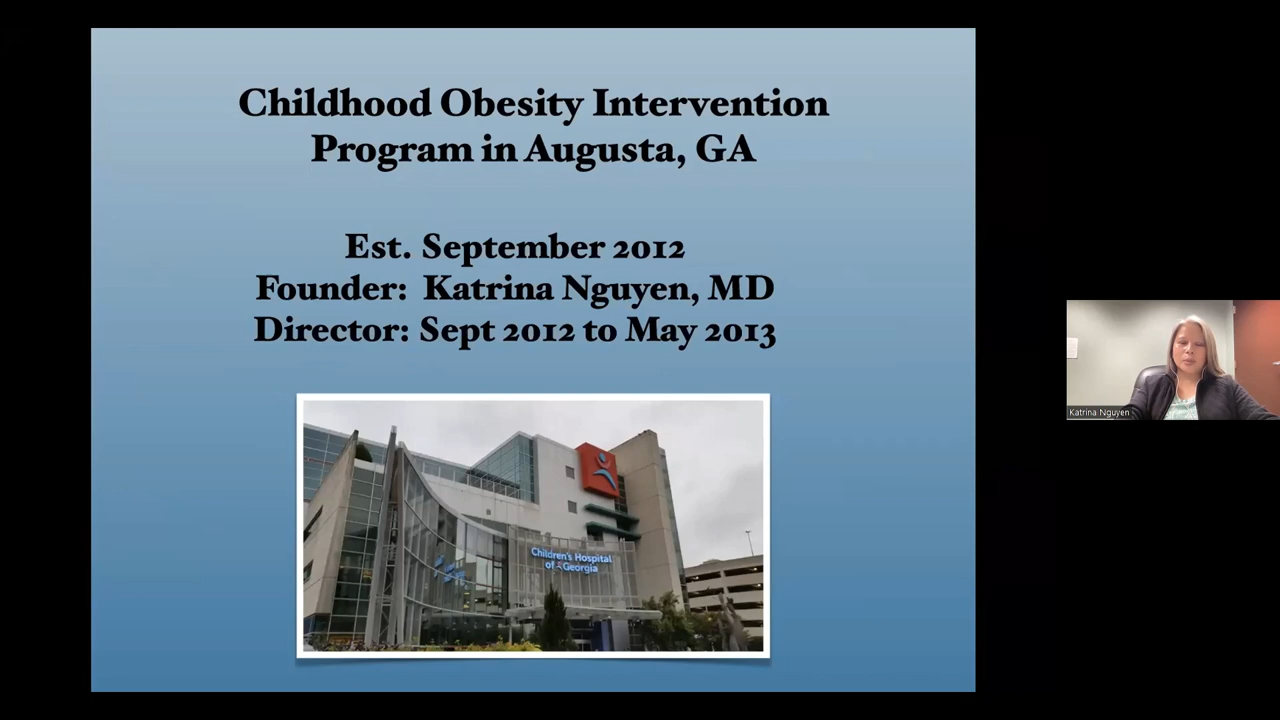 Childhood Obesity Intervention
Program in Augusta, GA
Est. September 2012
Founder: Katrina Nguyen, MD
Director: Sept 2012 to May 2013
Children's Hospital
of Georgia
Katrina Nguyen